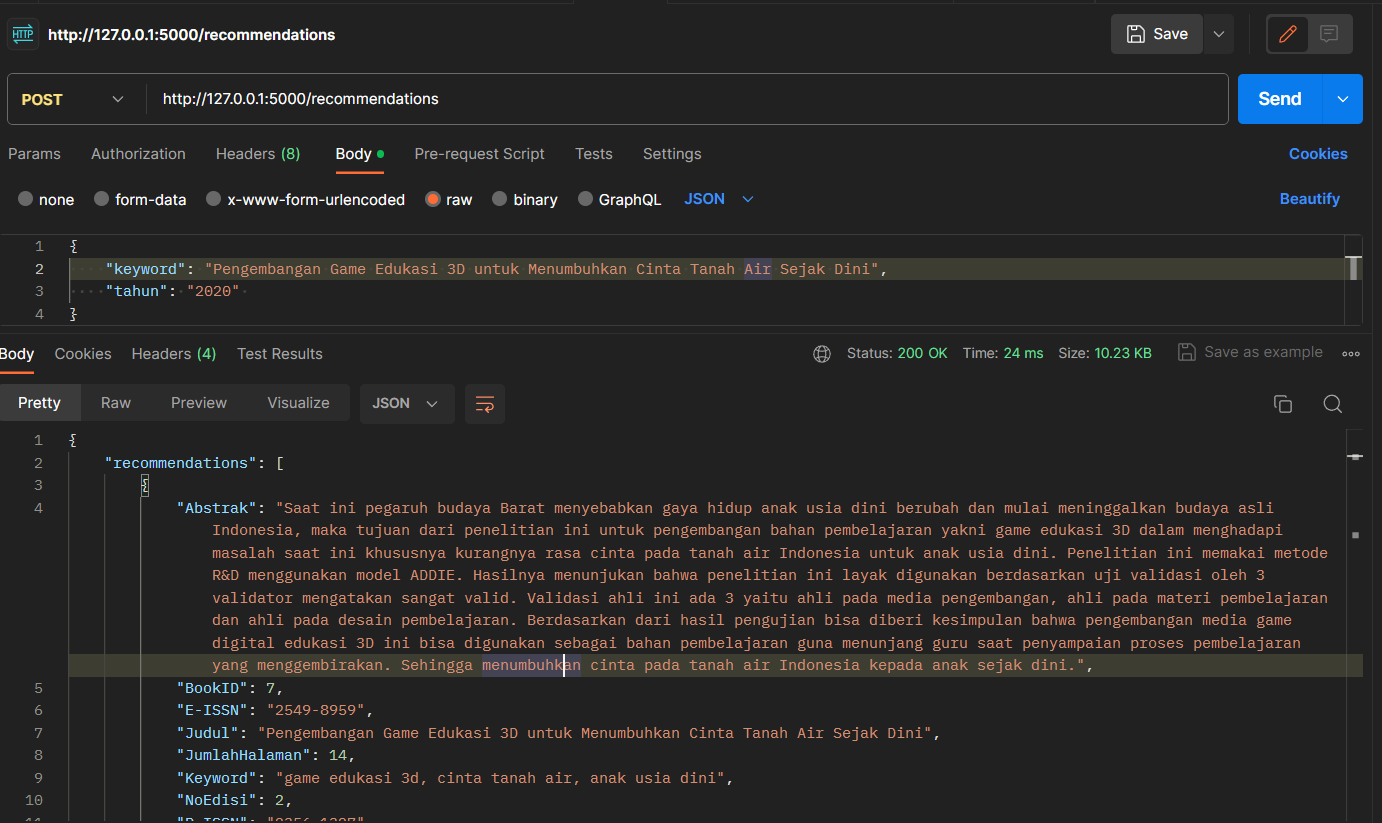 HTTP http://127.0.0.1:5000/recommendations Save
POST http://127.0.0.1:5000/recommendations Send
Params Authorization Headers (8) Body Pre-request Script Tests Settings Cookies
none form-data x-www-form-urlencoded raw binary GraphQL JSON Beautify
1 {
2 "keyword": "Pengembangan Game Edukasi 3D untuk Menumbuhkan Cinta Tanah Air Sejak Dini",
3 "tahun": "2020"
4 }
Body Cookies Headers (4) Test Results Status: 200 OK Time: 24 ms Size: 10.23 KB Save as example
Pretty Raw Preview Visualize JSON
1 {
2 "recommendations": [
3 {
4 "Abstrak": "Saat ini pegaruh budaya Barat menyebabkan gaya hidup anak usia dini berubah dan mulai meninggalkan budaya asli
Indonesia, maka tujuan dari penelitian ini untuk pengembangan bahan pembelajaran yakni game edukasi 3D dalam menghadapi
masalah saat ini khususnya kurangnya rasa cinta pada tanah air Indonesia untuk anak usia dini. Penelitian ini memakai metode
R&D menggunakan model ADDIE. Hasilnya menunjukan bahwa penelitian ini layak digunakan berdasarkan uji validasi oleh 3
validator mengatakan sangat valid. Validasi ahli ini ada 3 yaitu ahli pada media pengembangan, ahli pada materi pembelajaran
dan ahli pada desain pembelajaran. Berdasarkan dari hasil pengujian bisa diberi kesimpulan bahwa pengembangan media game
digital edukasi 3D ini bisa digunakan sebagai bahan pembelajaran guna menunjang guru saat penyampaian proses pembelajaran
yang menggembirakan. Sehingga menumbuhkan cinta pada tanah air Indonesia kepada anak sejak dini.",
5 "BookID": 7,
6 "E-ISSN": "2549-8959",
7 "Judul": "Pengembangan Game Edukasi 3D untuk Menumbuhkan Cinta Tanah Air Sejak Dini",
8 "JumlahHalaman": 14,
9 "Keyword": "game edukasi 3d, cinta tanah air, anak usia dini",
10 "NoEdisi": 2,